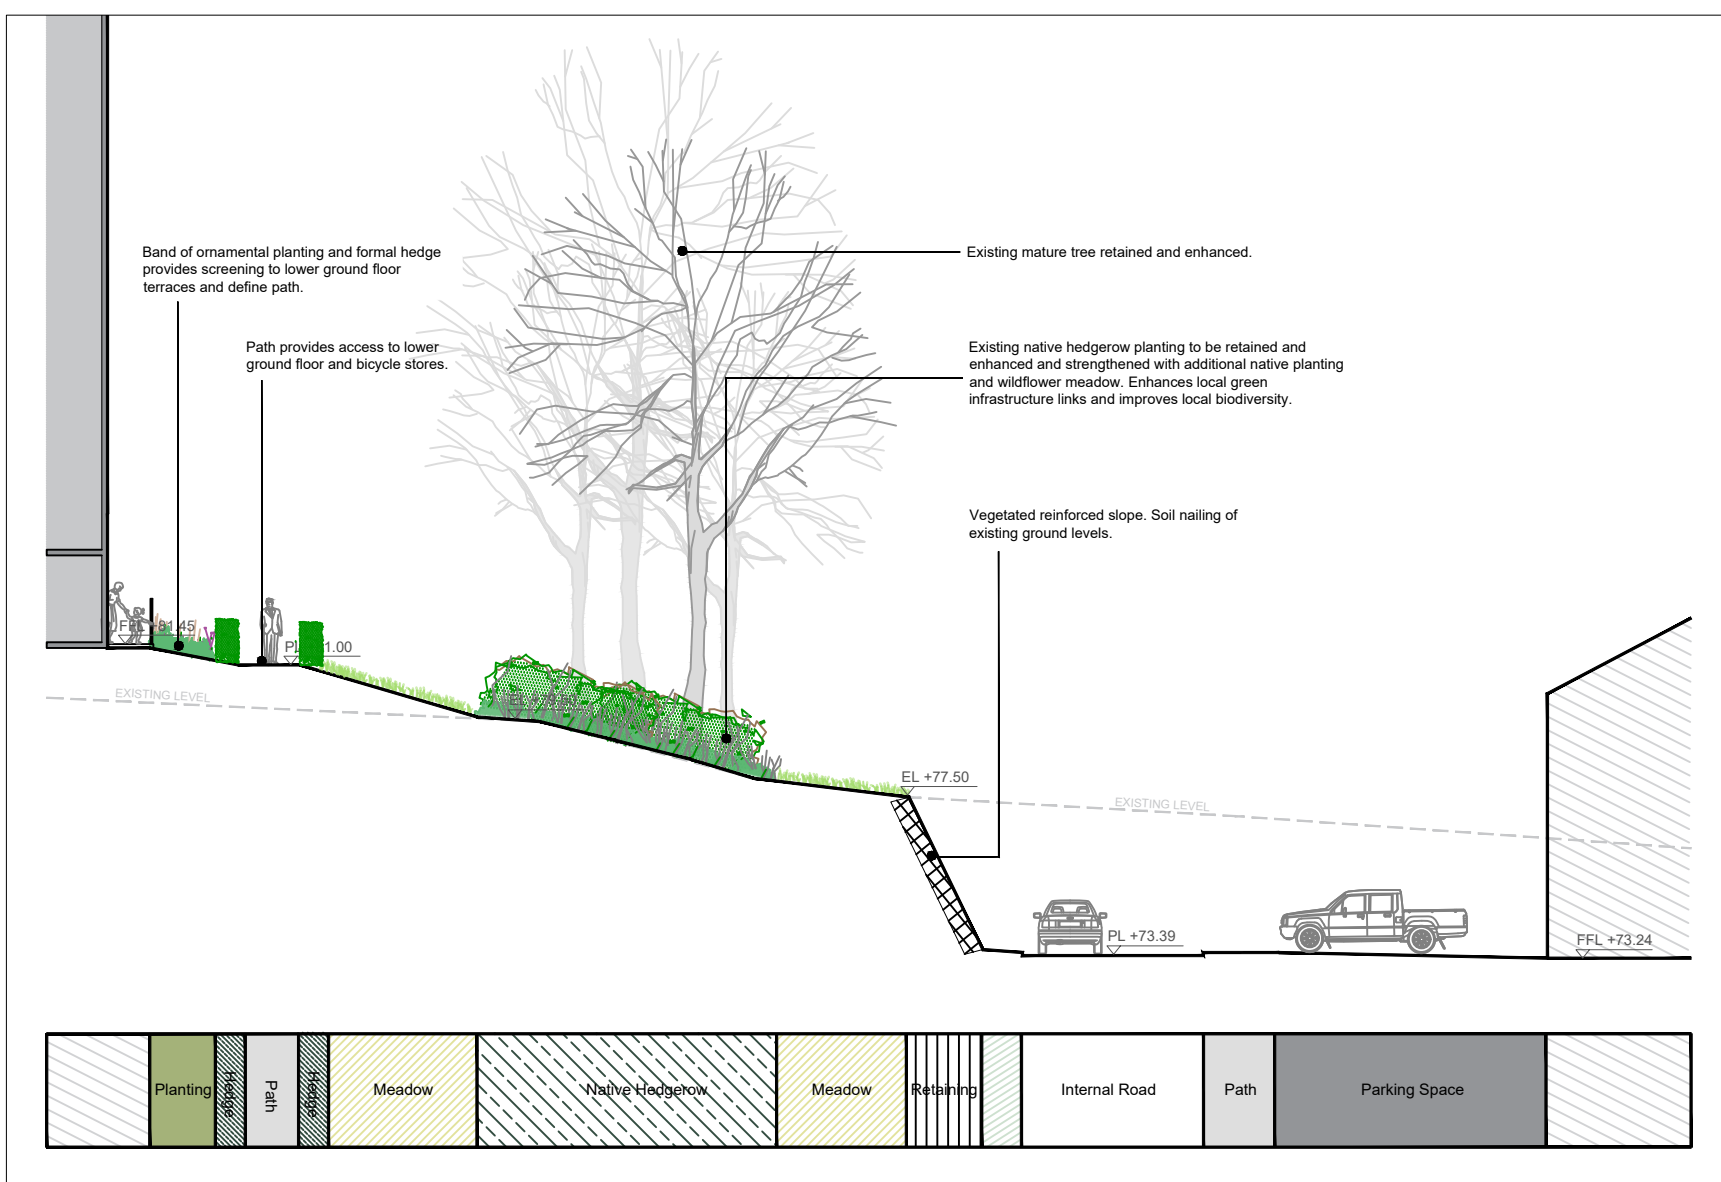 Band of ornamental planting and formal hedge
provides screening to lower ground floor
terraces and define path.
Path provides access to lower
ground floor and bicycle stores.
Existing mature tree retained and enhanced.
Existing native hedgerow planting to be retained and
enhanced and strengthened with additional native planting
and wildflower meadow. Enhances local green
infrastructure links and improves local biodiversity.
Vegetated reinforced slope. Soil nailing of
existing ground levels.
EXISTING LEVEL
EL +77.50
EXISTING LEVEL
PL +73.39
FFL +73.24
Planting
Hedge
Path
Hedge
Meadow
Native Hedgerow
Meadow
Retaining
Internal Road
Path
Parking Space